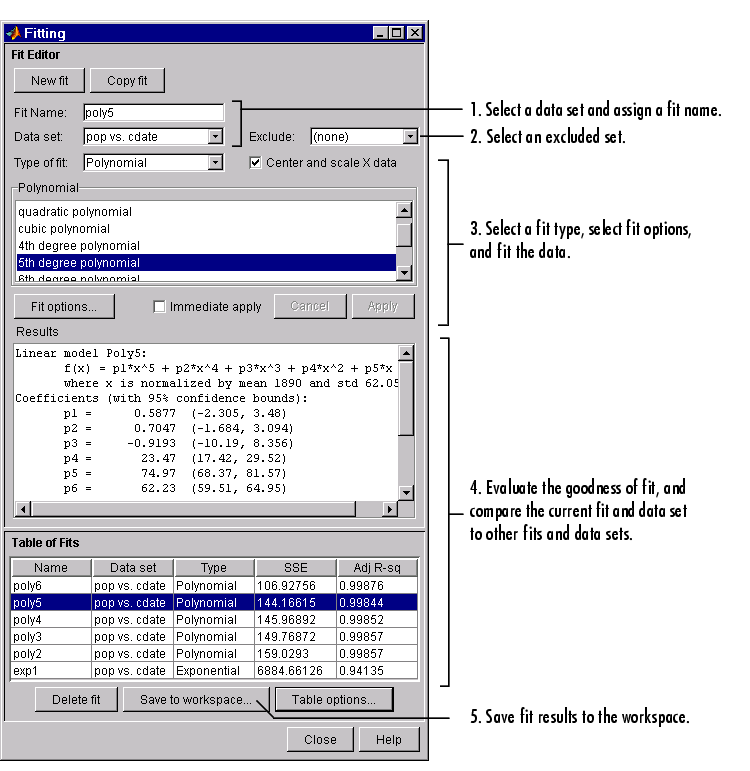 Fitting
Fit Editor
New fit Copy fit
Fit Name: poly5
1. Select a data set and assign a fit name.
Data set: pop vs. cdate Exclude: (none)
2. Select an excluded set.
Type of fit: Polynomial Center and scale X data
Polynomial
quadratic polynomial
cubic polynomial
4th degree polynomial
5th degree polynomial
6th degree polynomial
3. Select a fit type, select fit options,
and fit the data.
Fit options... Immediate apply Cancel Apply
Results
Linear model Poly5:
f(x) = p1*x^5 + p2*x^4 + p3*x^3 + p4*x^2 + p5*x
where x is normalized by mean 1890 and std 62.05
Coefficients (with 95% confidence bounds):
p1 = 0.5877 (-2.305, 3.48)
p2 = 0.7047 (-1.684, 3.094)
p3 = -0.9193 (-10.19, 8.356)
p4 = 23.47 (17.42, 29.52)
p5 = 74.97 (68.37, 81.57)
p6 = 62.23 (59.51, 64.95)
4. Evaluate the goodness of fit, and
compare the current fit and data set
to other fits and data sets.
Table of Fits
Name Data set Type SSE Adj R-sq
poly6 pop vs. cdate Polynomial 106.92756 0.99876
poly5 pop vs. cdate Polynomial 144.16615 0.99844
poly4 pop vs. cdate Polynomial 145.96892 0.99852
poly3 pop vs. cdate Polynomial 149.76872 0.99857
poly2 pop vs. cdate Polynomial 159.0293 0.99857
exp1 pop vs. cdate Exponential 6884.66126 0.94135
Delete fit Save to workspace... Table options...
5. Save fit results to the workspace.
Close Help